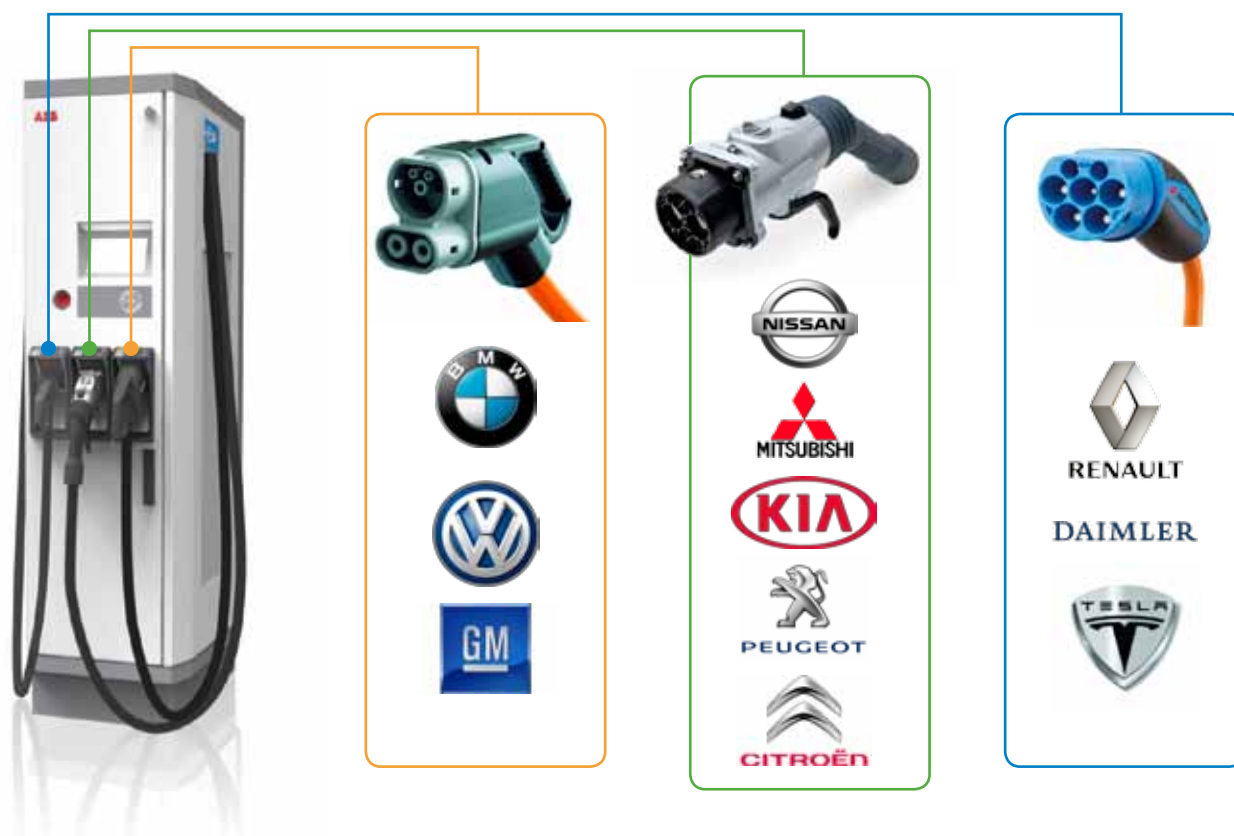 ABB
BMW
NISSAN
MITSUBISHI
KIA
PEUGEOT
CITROËN
VW
GM
RENAULT
DAIMLER
TESLA